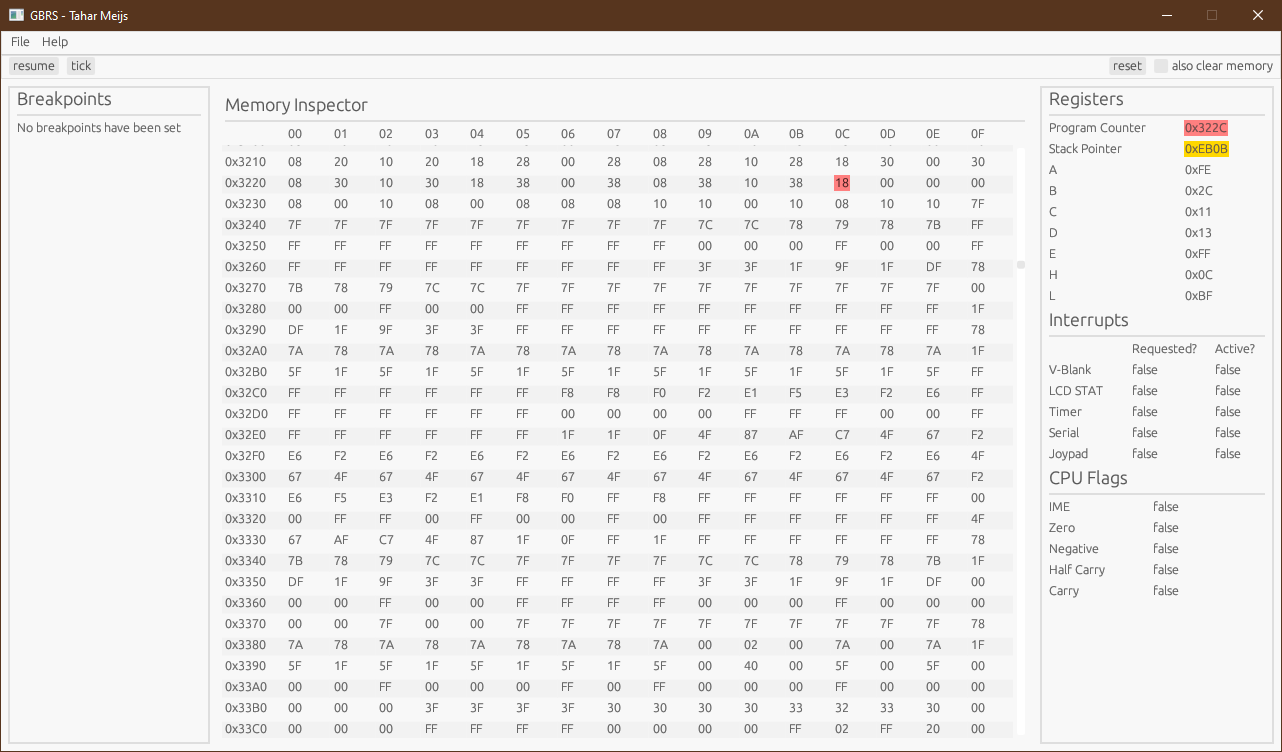 GBRS - Tahar Meijs
File Help
resume tick reset also clear memory
Breakpoints
No breakpoints have been set
Memory Inspector
00 01 02 03 04 05 06 07 08 09 0A 0B 0C 0D 0E 0F
0x3210 08 20 10 20 18 28 00 28 08 28 10 28 18 30 00 30
0x3220 08 30 10 30 18 38 00 38 08 38 10 38 18 00 00 00
0x3230 08 00 10 08 00 08 08 08 10 10 00 10 08 10 10 7F
0x3240 7F 7F 7F 7F 7F 7F 7F 7F 7F 7C 7C 78 79 78 7B FF
0x3250 FF FF FF FF FF FF FF FF FF 00 00 00 FF 00 00 FF
0x3260 FF FF FF FF FF FF FF FF FF 3F 3F 1F 9F 1F DF 78
0x3270 7B 78 79 7C 7C 7F 7F 7F 7F 7F 7F 7F 7F 7F 7F 00
0x3280 00 00 FF 00 00 FF FF FF FF FF FF FF FF FF FF 1F
0x3290 DF 1F 9F 3F 3F FF FF FF FF FF FF FF FF FF FF 78
0x32A0 7A 78 7A 78 7A 78 7A 78 7A 78 7A 78 7A 78 7A 1F
0x32B0 5F 1F 5F 1F 5F 1F 5F 1F 5F 1F 5F 1F 5F 1F 5F FF
0x32C0 FF FF FF FF FF FF F8 F8 F0 F2 E1 F5 E3 F2 E6 FF
0x32D0 FF FF FF FF FF FF 00 00 00 00 FF FF FF 00 00 FF
0x32E0 FF FF FF FF FF FF 1F 1F 0F 4F 87 AF C7 4F 67 F2
0x32F0 E6 F2 E6 F2 E6 F2 E6 F2 E6 F2 E6 F2 E6 F2 E6 4F
0x3300 67 4F 67 4F 67 4F 67 4F 67 4F 67 4F 67 4F 67 F2
0x3310 E6 F5 E3 F2 E1 F8 F0 FF F8 FF FF FF FF FF FF 00
0x3320 00 FF FF 00 FF 00 00 FF 00 FF FF FF FF FF FF 4F
0x3330 67 AF C7 4F 87 1F 0F FF 1F FF FF FF FF FF FF 78
0x3340 7B 78 79 7C 7C 7F 7F 7F 7F 7C 7C 78 79 78 7B 1F
0x3350 DF 1F 9F 3F 3F FF FF FF FF 3F 3F 1F 9F 1F DF 00
0x3360 00 00 FF 00 00 FF FF FF FF 00 00 00 FF 00 00 00
0x3370 00 00 7F 00 00 7F 7F 7F 7F 7F 7F 7F 7F 7F 7F 78
0x3380 7A 78 7A 78 7A 78 7A 78 7A 00 02 00 7A 00 7A 1F
0x3390 5F 1F 5F 1F 5F 1F 5F 1F 5F 00 40 00 5F 00 5F 00
0x33A0 00 00 FF 00 00 00 FF 00 FF 00 00 00 FF 00 00 00
0x33B0 00 00 00 3F 3F 3F 3F 30 30 30 30 33 32 33 30 00
0x33C0 00 00 00 FF FF FF FF 00 00 00 00 FF 02 FF 20 00
Registers
Program Counter 0x322C
Stack Pointer 0xEB0B
A 0xFE
B 0x2C
C 0x11
D 0x13
E 0xFF
H 0x0C
L 0xBF
Interrupts
Requested? Active?
V-Blank false false
LCD STAT false false
Timer false false
Serial false false
Joypad false false
CPU Flags
IME false
Zero false
Negative false
Half Carry false
Carry false